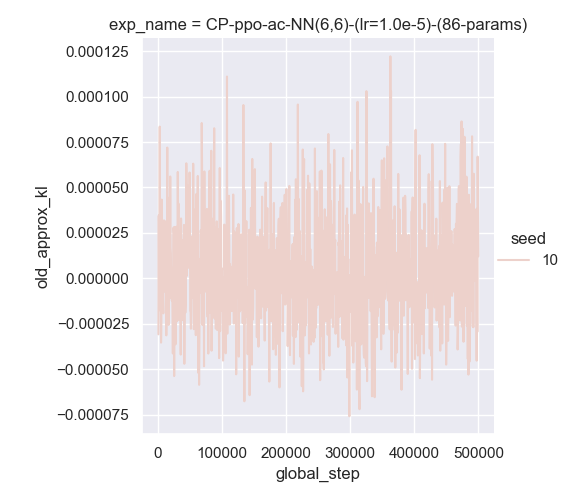 exp_name = CP-ppo-ac-NN(6,6)-(lr=1.0e-5)-(86-params)
0.000125
0.000100
0.000075
0.000050
0.000025
0.000000
−0.000025
−0.000050
−0.000075
old_approx_kl
0 100000 200000 300000 400000 500000
global_step
seed
10